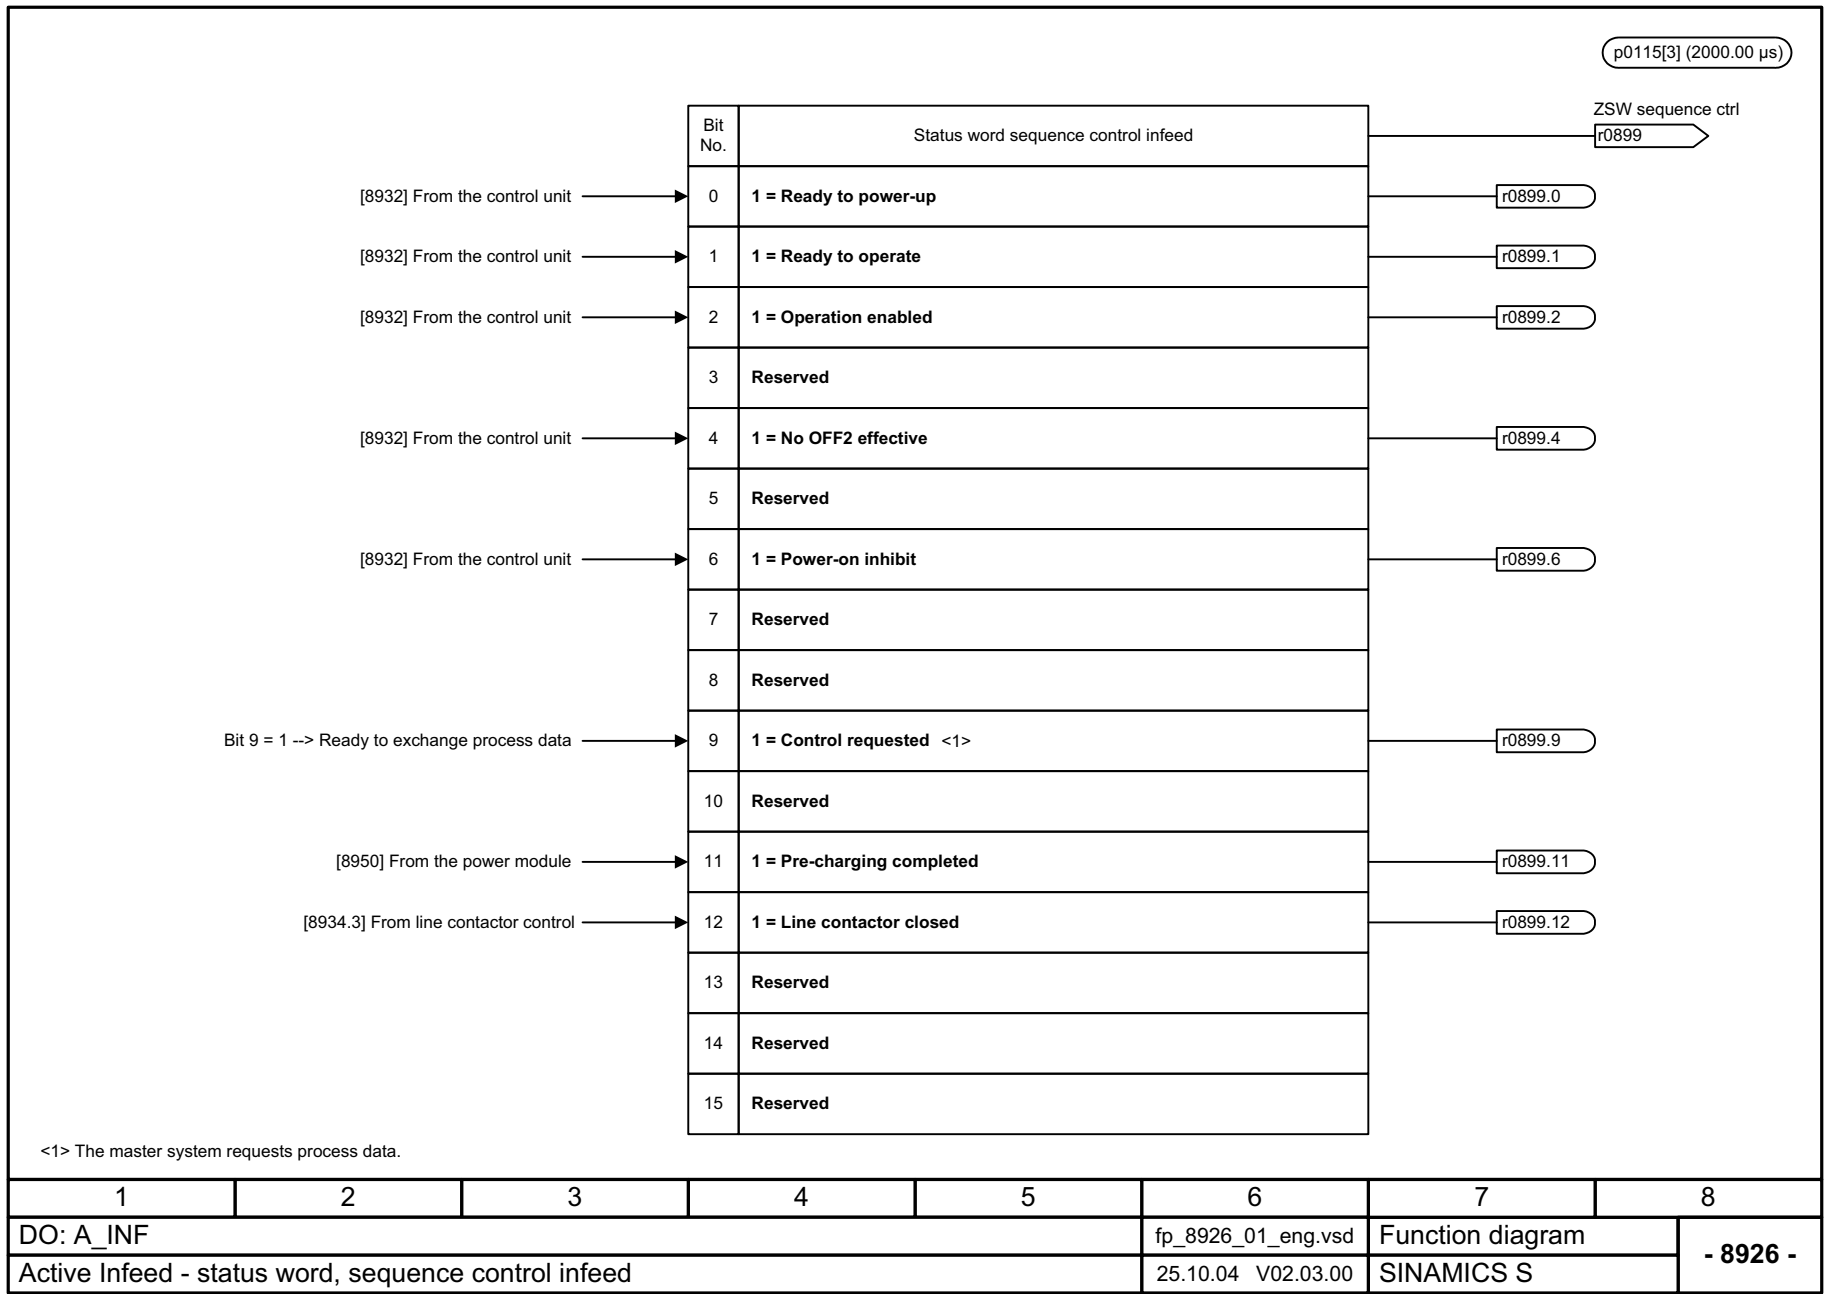 p0115[3] (2000.00 µs)
ZSW sequence ctrl
Bit No. Status word sequence control infeed r0899
[8932] From the control unit 0 1 = Ready to power-up r0899.0
[8932] From the control unit 1 1 = Ready to operate r0899.1
[8932] From the control unit 2 1 = Operation enabled r0899.2
3 Reserved
[8932] From the control unit 4 1 = No OFF2 effective r0899.4
5 Reserved
[8932] From the control unit 6 1 = Power-on inhibit r0899.6
7 Reserved
8 Reserved
Bit 9 = 1 --> Ready to exchange process data 9 1 = Control requested <1> r0899.9
10 Reserved
[8950] From the power module 11 1 = Pre-charging completed r0899.11
[8934.3] From line contactor control 12 1 = Line contactor closed r0899.12
13 Reserved
14 Reserved
15 Reserved
<1> The master system requests process data.
1 2 3 4 5 6 7 8
DO: A_INF fp_8926_01_eng.vsd Function diagram - 8926 -
Active Infeed - status word, sequence control infeed 25.10.04 V02.03.00 SINAMICS S